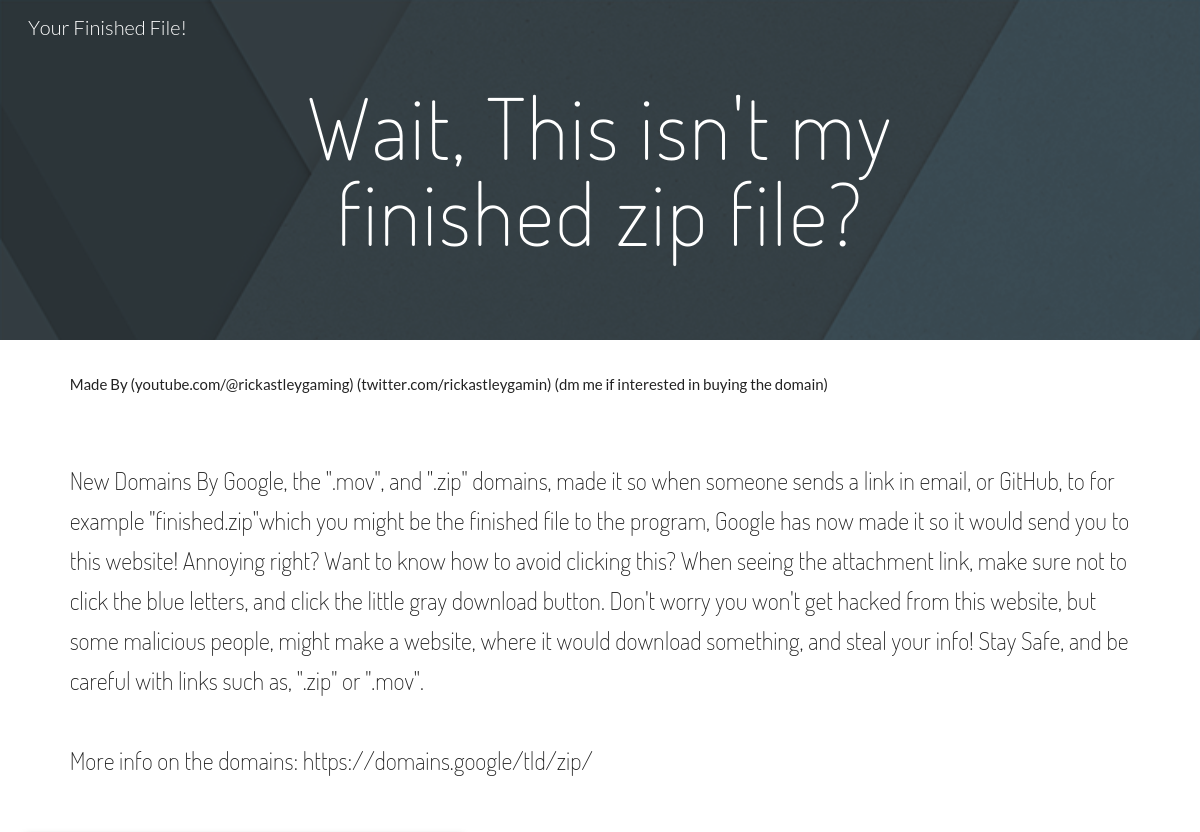 Your Finished File!
Wait, This isn't my
finished zip file?
Made By (youtube.com/@rickastleygaming) (twitter.com/rickastleygamin) (dm me if interested in buying the domain)
New Domains By Google, the ".mov", and ".zip" domains, made it so when someone sends a link in email, or GitHub, to for
example "finished.zip"which you might be the finished file to the program, Google has now made it so it would send you to
this website! Annoying right? Want to know how to avoid clicking this? When seeing the attachment link, make sure not to
click the blue letters, and click the little gray download button. Don't worry you won't get hacked from this website, but
some malicious people, might make a website, where it would download something, and steal your info! Stay Safe, and be
careful with links such as, ".zip" or ".mov".
More info on the domains: https://domains.google/tld/zip/